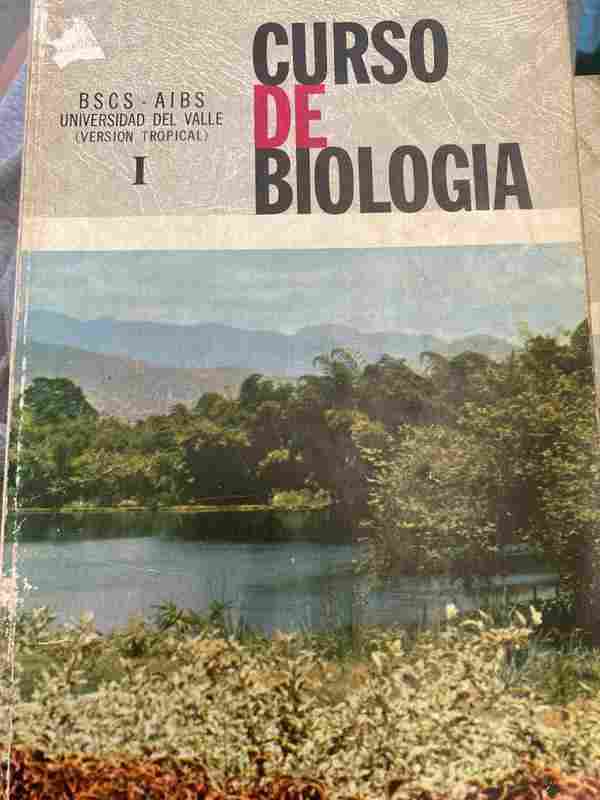 CURSO
DE
BIOLOGIA
BSCS - AIBS
UNIVERSIDAD DEL VALLE
(VERSION TROPICAL)
I